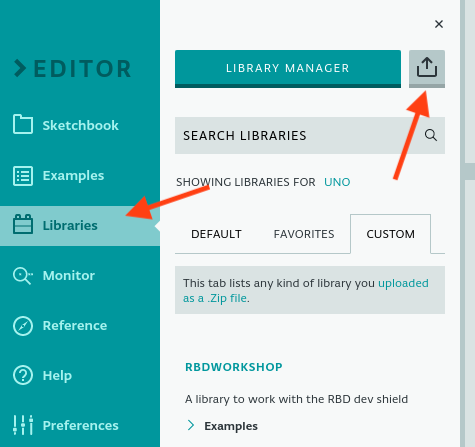 EDITOR
Sketchbook
Examples
Libraries
Monitor
Reference
Help
Preferences
LIBRARY MANAGER
SEARCH LIBRARIES
SHOWING LIBRARIES FOR UNO
DEFAULT FAVORITES CUSTOM
This tab lists any kind of library you uploaded
as a .Zip file.
RBDWORKSHOP
A library to work with the RBD dev shield
Examples